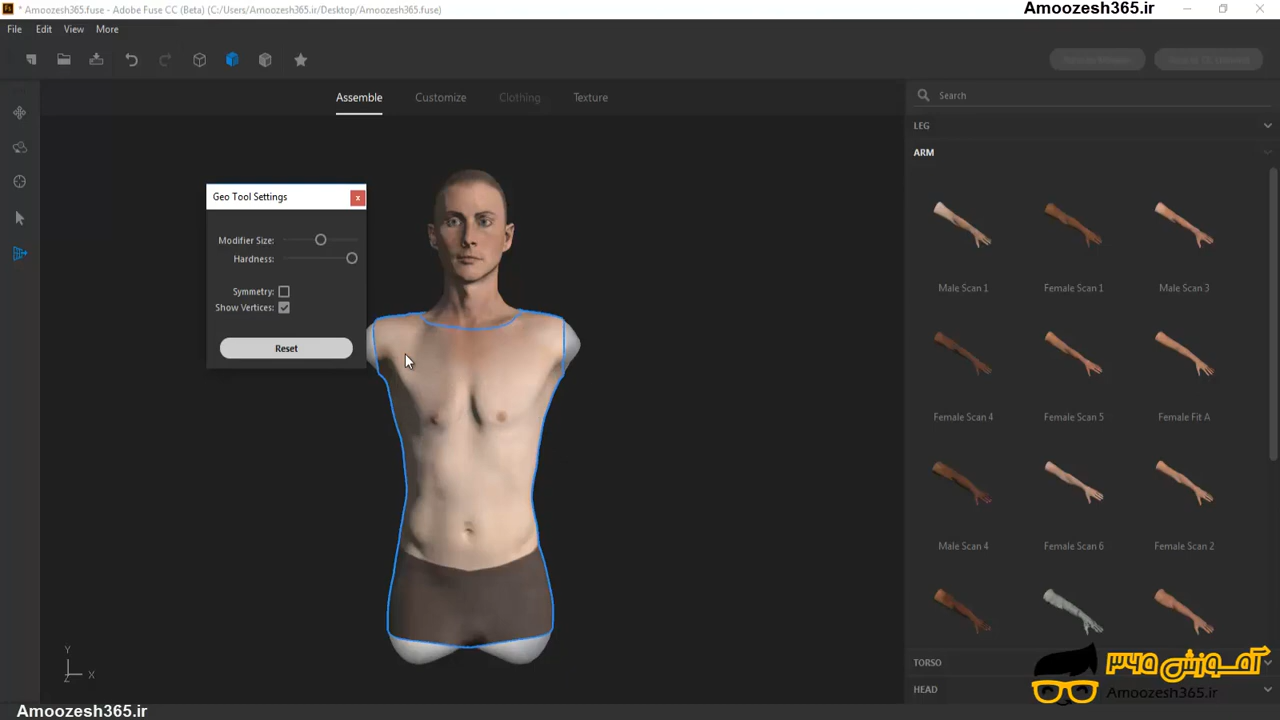 * Amoozesh365.fuse - Adobe Fuse CC (Beta) (C:/Users/Amoozesh365.ir/Desktop/Amoozesh365.fuse)
Amoozesh365.ir
File Edit View More
Assemble Customize Clothing Texture
Search
LEG
ARM
Geo Tool Settings
x
Modifier Size:
Hardness:
Symmetry:
Show Vertices:
Reset
Male Scan 1 Female Scan 1 Male Scan 3
Female Scan 4 Female Scan 5 Female Fit A
Male Scan 4 Female Scan 6 Female Scan 2
TORSO
HEAD
Y
Z X
آموزش ۳۶۵
Amoozesh365.ir
Amoozesh365.ir